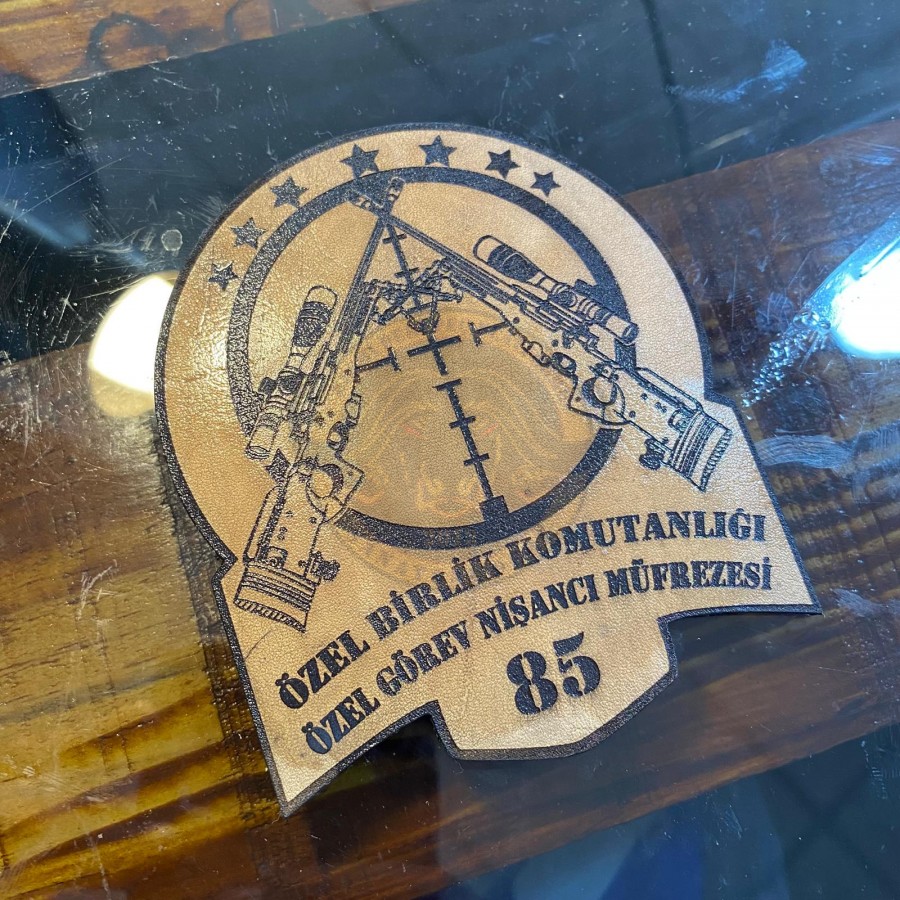 ÖZEL BİRLİK KOMUTANLIĞI
ÖZEL GÖREV NİŞANCI MÜFREZESİ
85